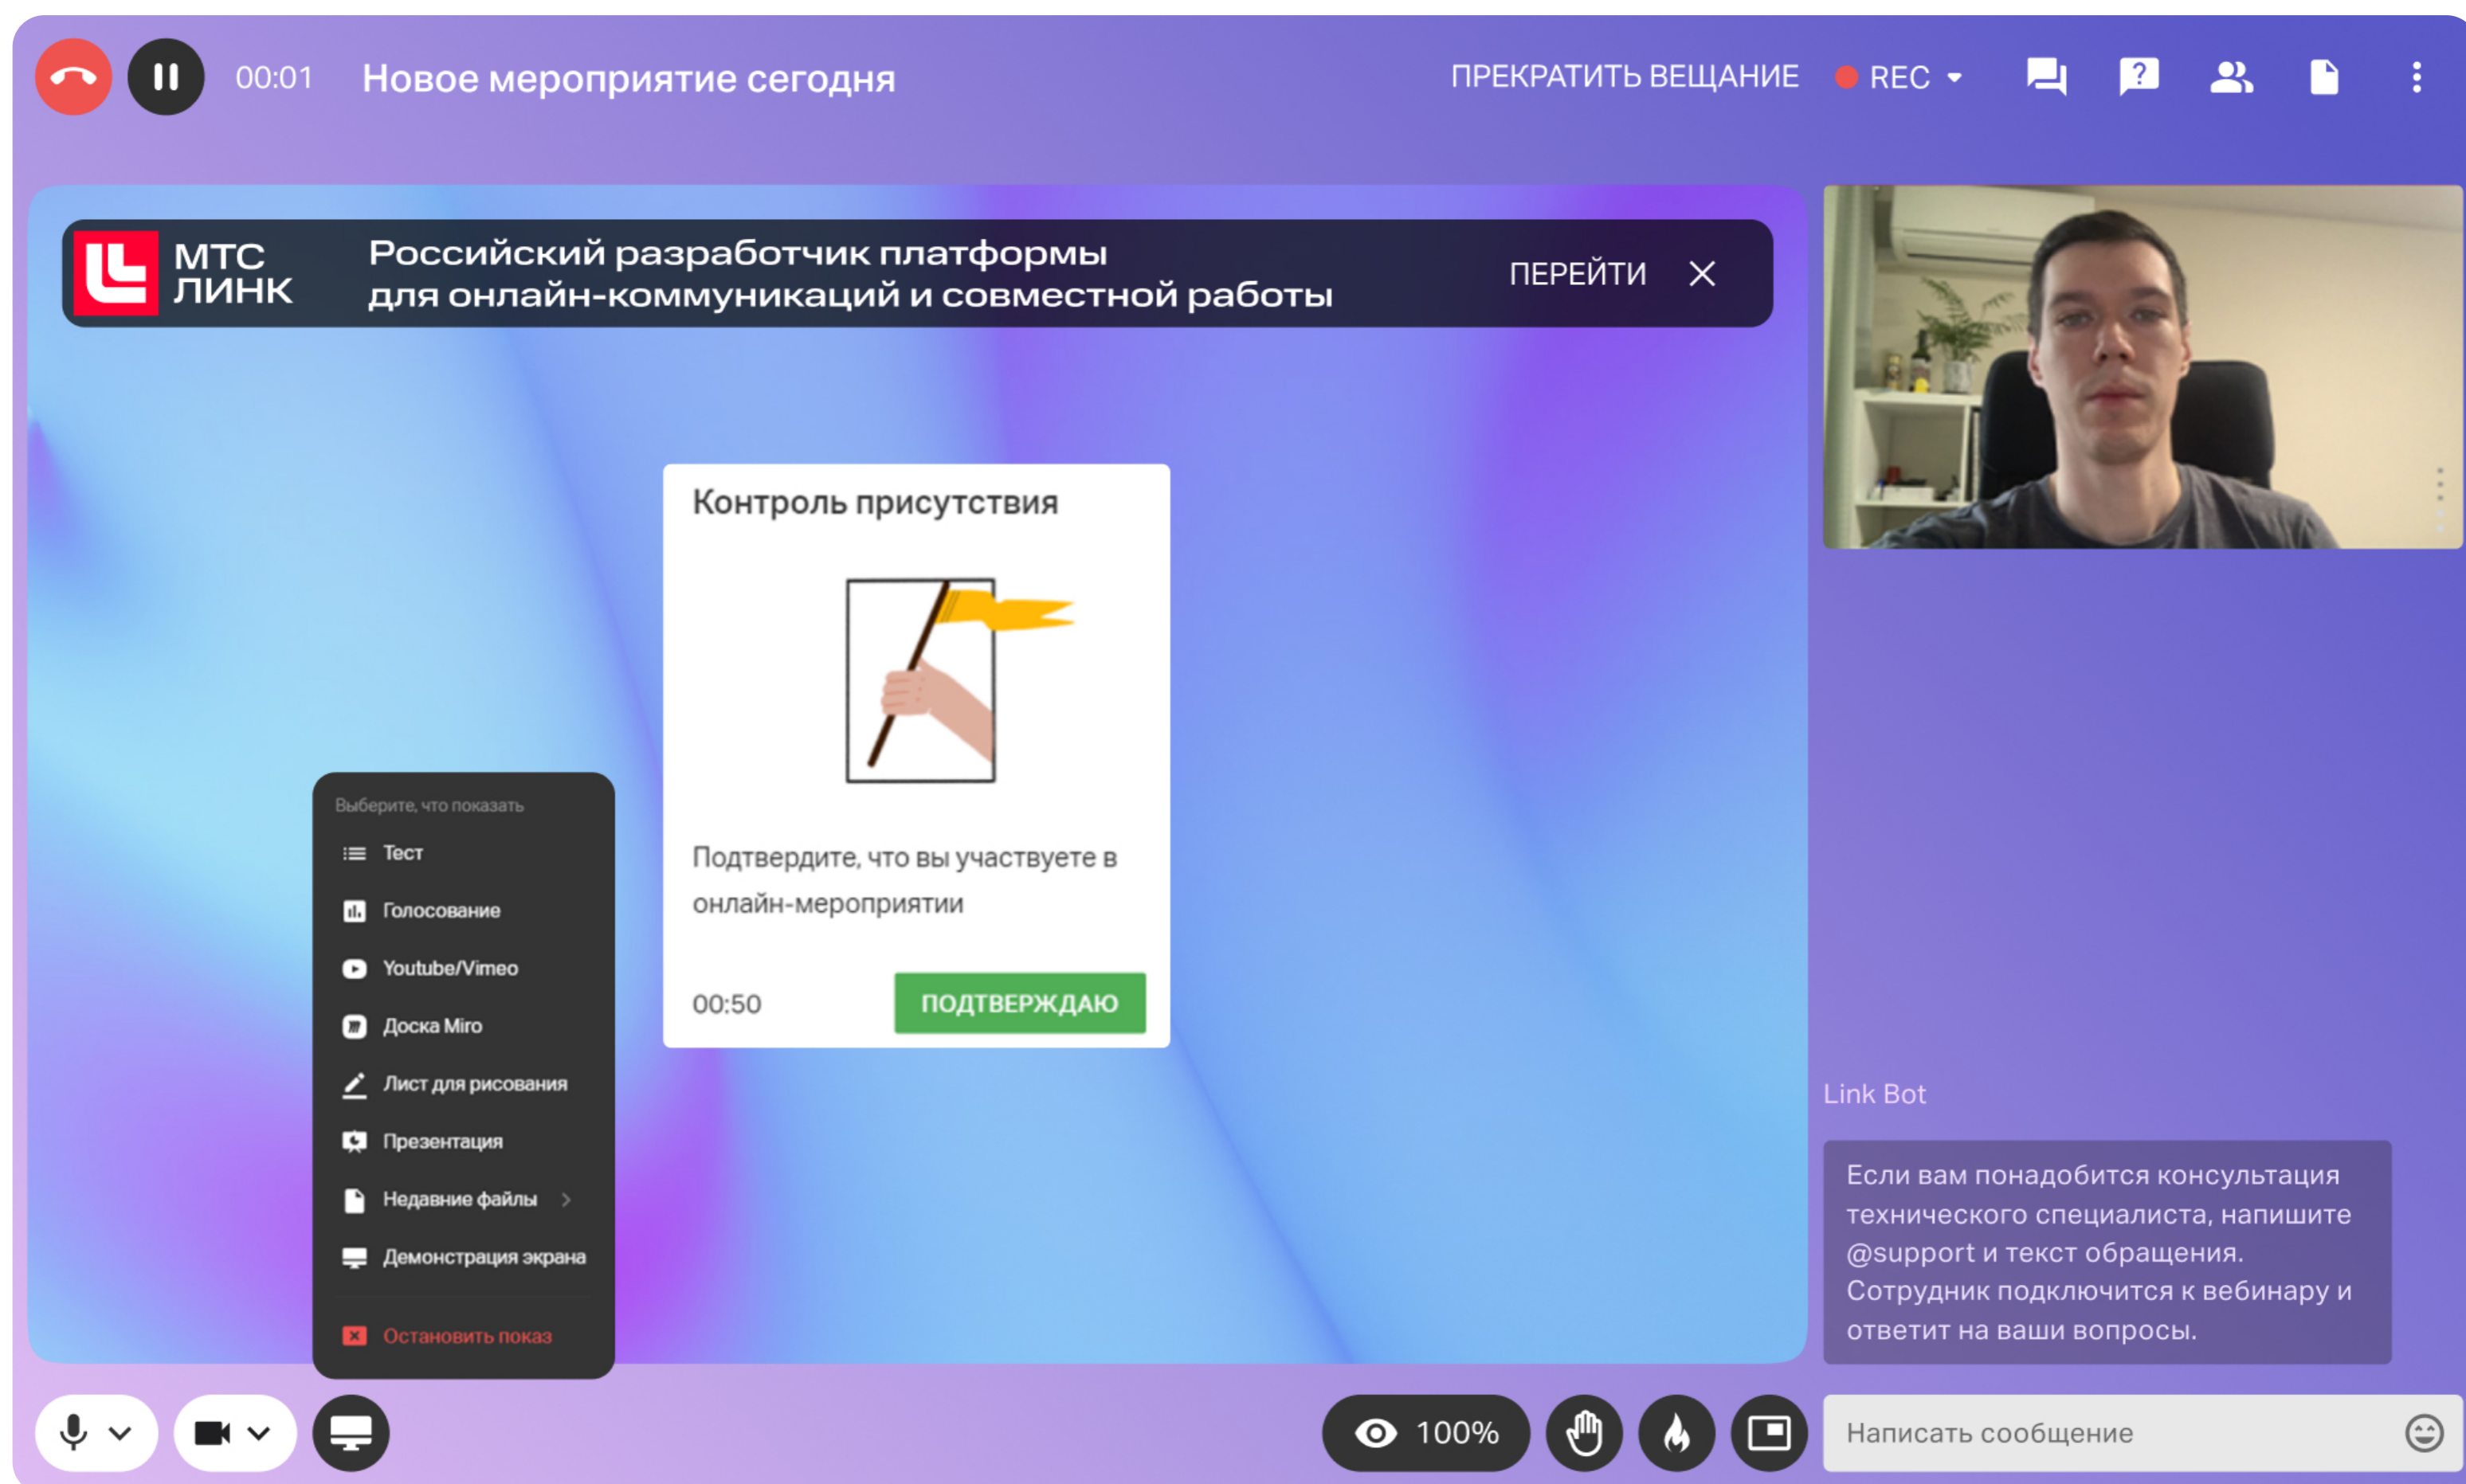 00:01
Новое мероприятие сегодня
ПРЕКРАТИТЬ ВЕЩАНИЕ
REC
МТС
ЛИНК
Российский разработчик платформы
для онлайн-коммуникаций и совместной работы
ПЕРЕЙТИ
Контроль присутствия
Подтвердите, что вы участвуете в
онлайн-мероприятии
00:50
ПОДТВЕРЖДАЮ
Выберите, что показать
Тест
Голосование
Youtube/Vimeo
Доска Miro
Лист для рисования
Презентация
Недавние файлы
Демонстрация экрана
Остановить показ
Link Bot
Если вам понадобится консультация
технического специалиста, напишите
@support и текст обращения.
Сотрудник подключится к вебинару и
ответит на ваши вопросы.
100%
Написать сообщение